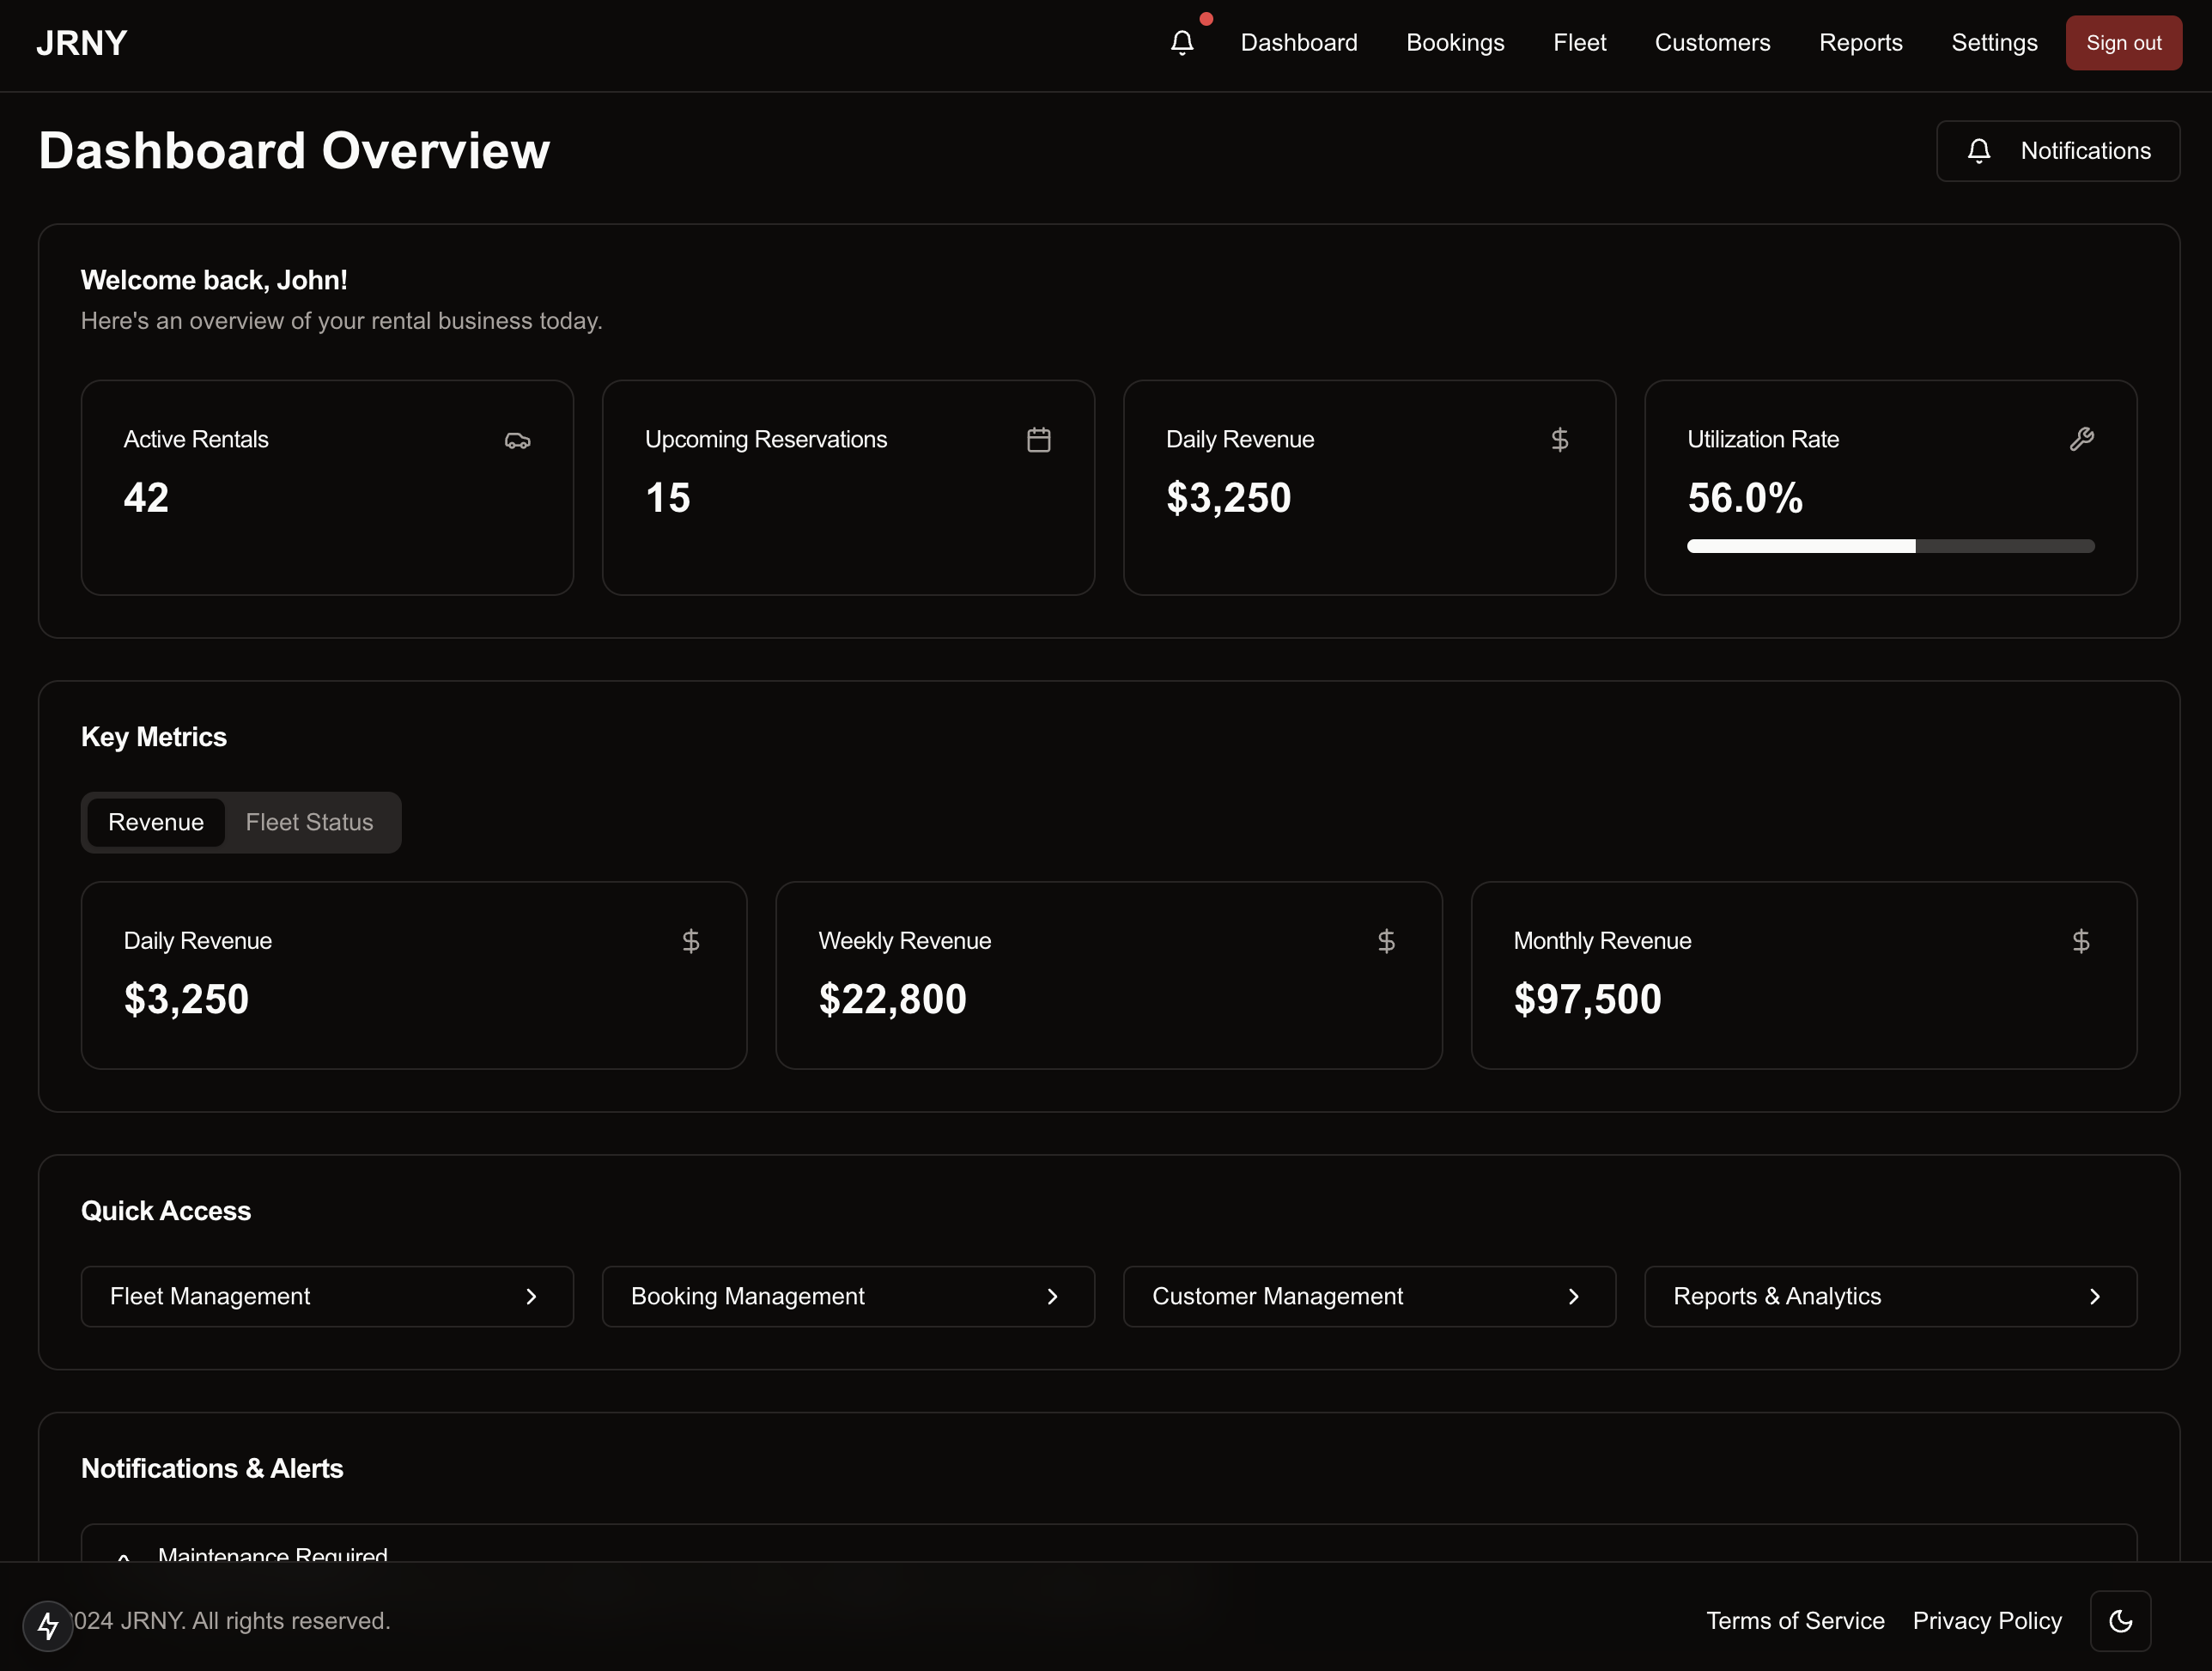 JRNY
Dashboard
Bookings
Fleet
Customers
Reports
Settings
Sign out
Dashboard Overview
Notifications
Welcome back, John!
Here's an overview of your rental business today.
Active Rentals
42
Upcoming Reservations
15
Daily Revenue
$3,250
Utilization Rate
56.0%
Key Metrics
Revenue
Fleet Status
Daily Revenue
$3,250
Weekly Revenue
$22,800
Monthly Revenue
$97,500
Quick Access
Fleet Management
Booking Management
Customer Management
Reports & Analytics
Notifications & Alerts
Maintenance Required
024 JRNY. All rights reserved.
Terms of Service
Privacy Policy